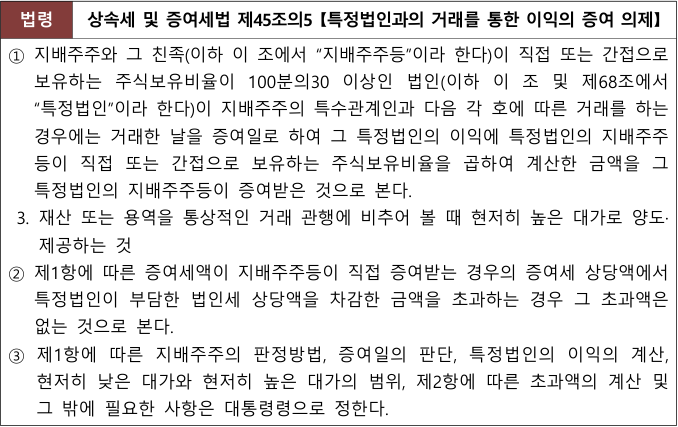 법령 상속세 및 증여세법 제45조의5 【특정법인과의 거래를 통한 이익의 증여 의제】
① 지배주주와 그 친족(이하 이 조에서 “지배주주등”이라 한다)이 직접 또는 간접으로
보유하는 주식보유비율이 100분의30 이상인 법인(이하 이 조 및 제68조에서
“특정법인”이라 한다)이 지배주주의 특수관계인과 다음 각 호에 따른 거래를 하는
경우에는 거래한 날을 증여일로 하여 그 특정법인의 이익에 특정법인의 지배주주
등이 직접 또는 간접으로 보유하는 주식보유비율을 곱하여 계산한 금액을 그
특정법인의 지배주주등이 증여받은 것으로 본다.
3. 재산 또는 용역을 통상적인 거래 관행에 비추어 볼 때 현저히 높은 대가로 양도·
제공하는 것
② 제1항에 따른 증여세액이 지배주주등이 직접 증여받는 경우의 증여세 상당액에서
특정법인이 부담한 법인세 상당액을 차감한 금액을 초과하는 경우 그 초과액은
없는 것으로 본다.
③ 제1항에 따른 지배주주의 판정방법, 증여일의 판단, 특정법인의 이익의 계산,
현저히 낮은 대가와 현저히 높은 대가의 범위, 제2항에 따른 초과액의 계산 및
그 밖에 필요한 사항은 대통령령으로 정한다.